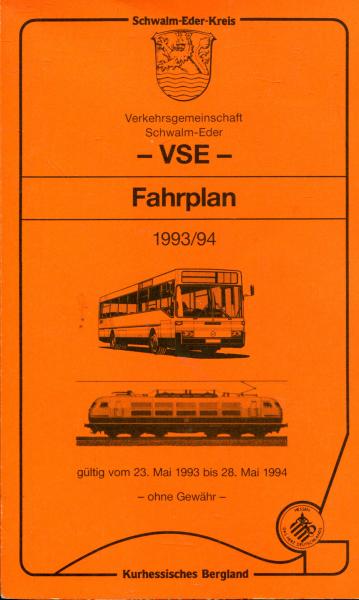 Schwalm-Eder-Kreis
Verkehrsgemeinschaft
Schwalm-Eder
– VSE –
Fahrplan
1993/94
gültig vom 23. Mai 1993 bis 28. Mai 1994
– ohne Gewähr –
HESSEN
Kurhessisches Bergland